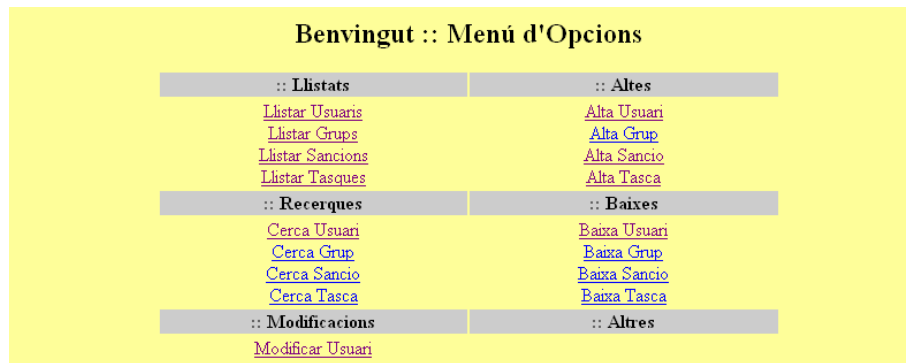 Benvingut :: Menú d'Opcions
:: Llistats
:: Altes
Llistar Usuaris
Alta Usuari
Llistar Grups
Alta Grup
Llistar Sancions
Alta Sancio
Llistar Tasques
Alta Tasca
:: Recerques
:: Baixes
Cerca Usuari
Baixa Usuari
Cerca Grup
Baixa Grup
Cerca Sancio
Baixa Sancio
Cerca Tasca
Baixa Tasca
:: Modificacions
:: Altres
Modificar Usuari